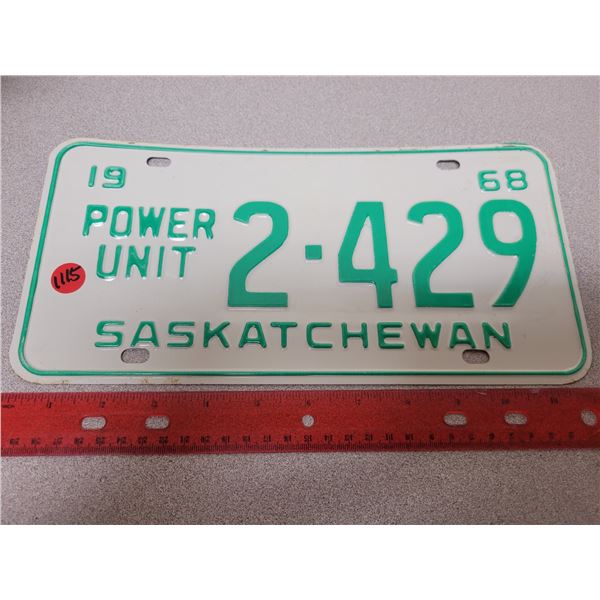 19 68
POWER
UNIT
2-429
1115
SASKATCHEWAN